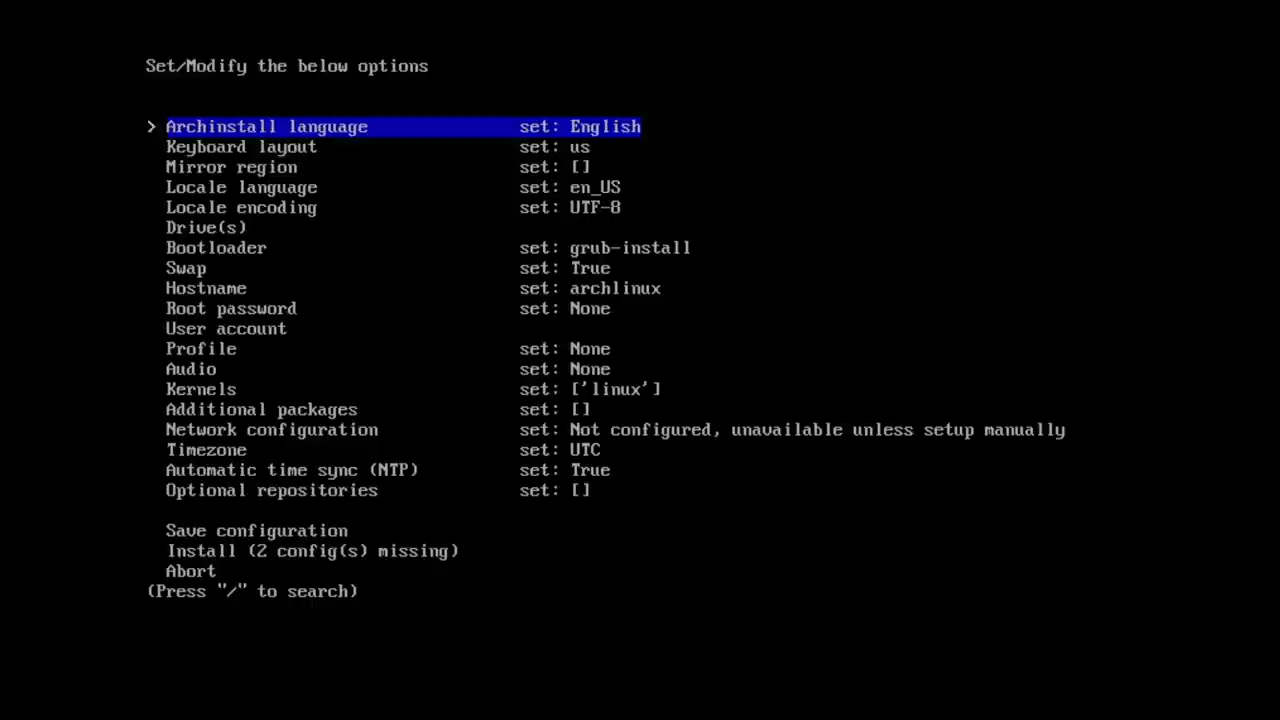 Set/Modify the below options
> Archinstall language set: English
Keyboard layout set: us
Mirror region set: []
Locale language set: en_US
Locale encoding set: UTF-8
Drive(s)
Bootloader set: grub-install
Swap set: True
Hostname set: archlinux
Root password set: None
User account
Profile set: None
Audio set: None
Kernels set: ['linux']
Additional packages set: []
Network configuration set: Not configured, unavailable unless setup manually
Timezone set: UTC
Automatic time sync (NTP) set: True
Optional repositories set: []
Save configuration
Install (2 config(s) missing)
Abort
(Press "/" to search)